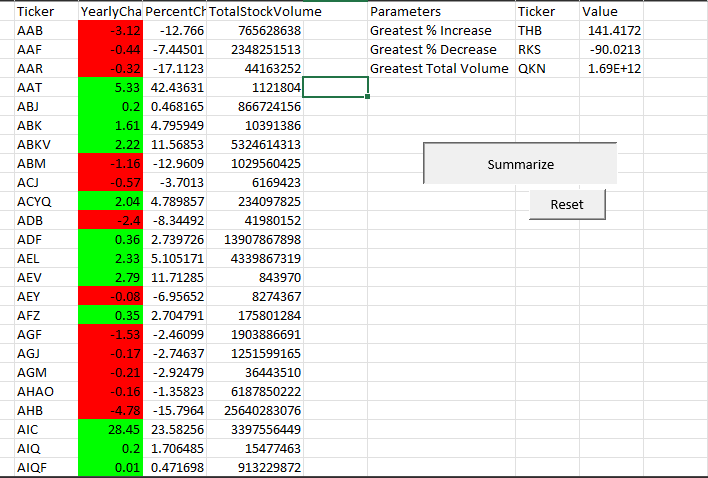 Ticker YearlyCha PercentCh TotalStockVolume Parameters Ticker Value
AAB -3.12 -12.766 765628638 Greatest % Increase THB 141.4172
AAF -0.44 -7.44501 2348251513 Greatest % Decrease RKS -90.0213
AAR -0.32 -17.1123 44163252 Greatest Total Volume QKN 1.69E+12
AAT 5.33 42.43631 1121804
ABJ 0.2 0.468165 866724156
ABK 1.61 4.795949 10391386
ABKV 2.22 11.56853 5324614313
ABM -1.16 -12.9609 1029560425
ACJ -0.57 -3.7013 6169423
Summarize
ACYQ 2.04 4.789857 234097825
Reset
ADB -2.4 -8.34492 41980152
ADF 0.36 2.739726 13907867898
AEL 2.33 5.105171 4339867319
AEV 2.79 11.71285 843970
AEY -0.08 -6.95652 8274367
AFZ 0.35 2.704791 175801284
AGF -1.53 -2.46099 1903886691
AGJ -0.17 -2.74637 1251599165
AGM -0.21 -2.92479 36443510
AHAO -0.16 -1.35823 6187850222
AHB -4.78 -15.7964 25640283076
AIC 28.45 23.58256 3397556449
AIQ 0.2 1.706485 15477463
AIQF 0.01 0.471698 913229872